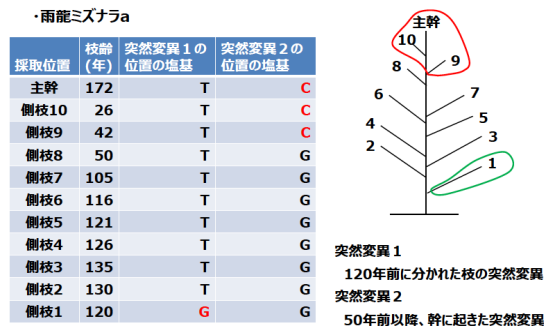 ・雨龍ミズナラa
採取位置 枝齢(年) 突然変異１の位置の塩基 突然変異２の位置の塩基
主幹 172 T C
側枝10 26 T C
側枝9 42 T C
側枝8 50 T G
側枝7 105 T G
側枝6 116 T G
側枝5 121 T G
側枝4 126 T G
側枝3 135 T G
側枝2 130 T G
側枝1 120 G G
主幹
10
9
8
7
6
5
4
3
2
1
突然変異１
120年前に分かれた枝の突然変異
突然変異２
50年前以降、幹に起きた突然変異